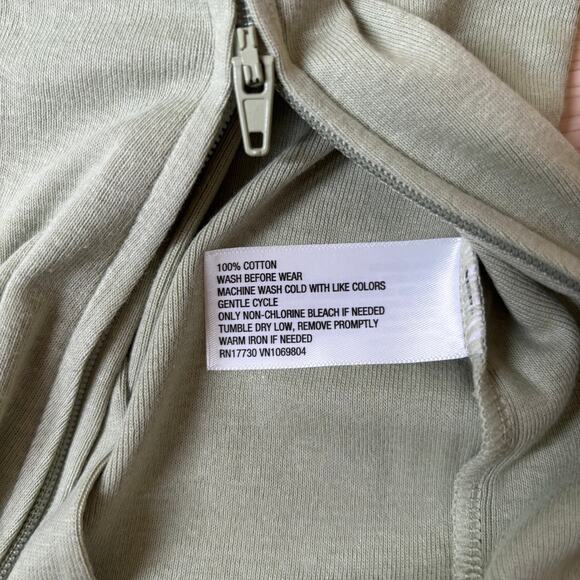 100% COTTON
WASH BEFORE WEAR
MACHINE WASH COLD WITH LIKE COLORS
GENTLE CYCLE
ONLY NON-CHLORINE BLEACH IF NEEDED
TUMBLE DRY LOW, REMOVE PROMPTLY
WARM IRON IF NEEDED
RN17730 VN1069804